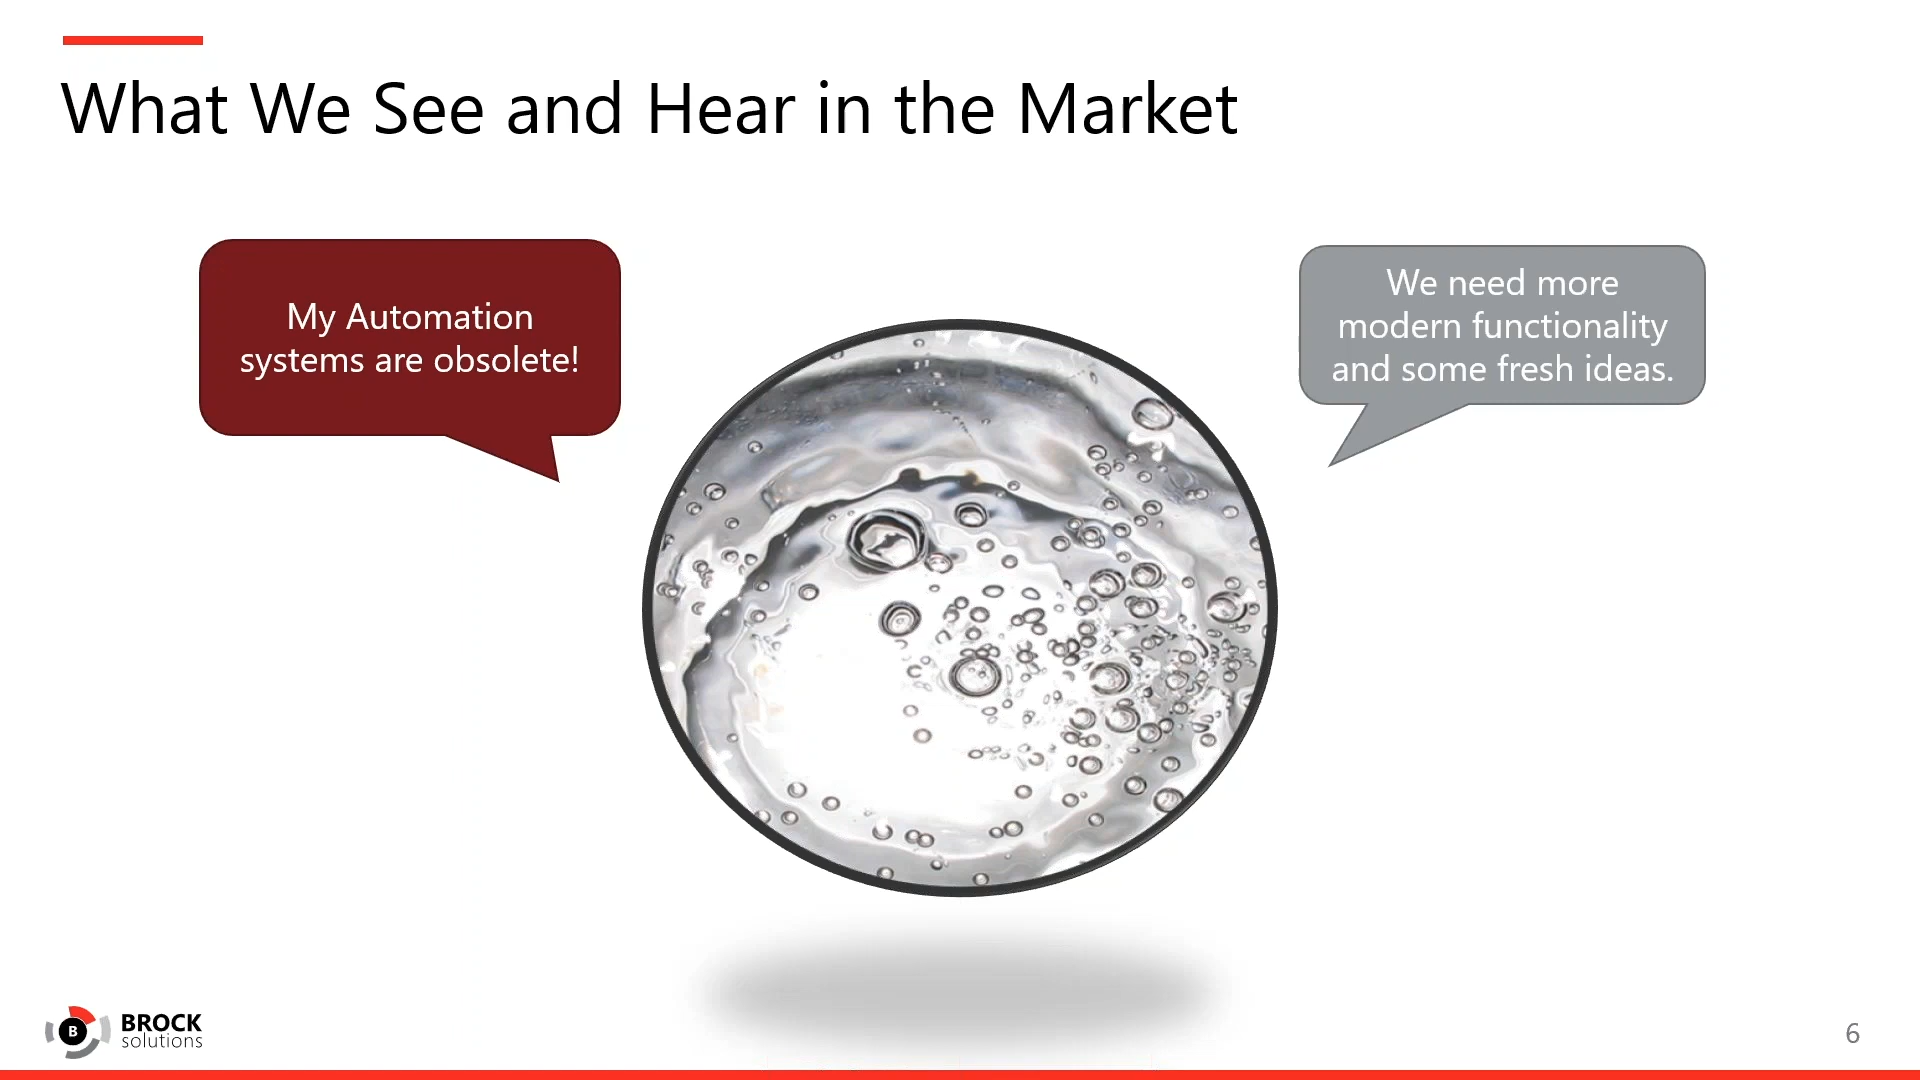 What We See and Hear in the Market
My Automation
systems are obsolete!
We need more
modern functionality
and some fresh ideas.
B
BROCK
solutions
6